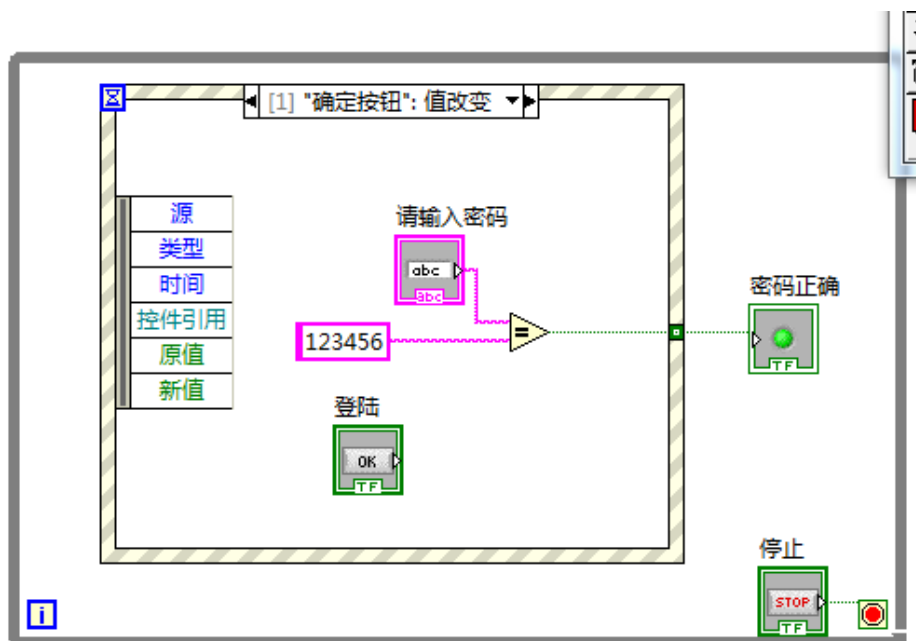 [1] "确定按钮": 值改变
源
类型
时间
控件引用
原值
新值
请输入密码
abc
abc
123456
登陆
OK
TF
密码正确
TF
停止
STOP
TF
i